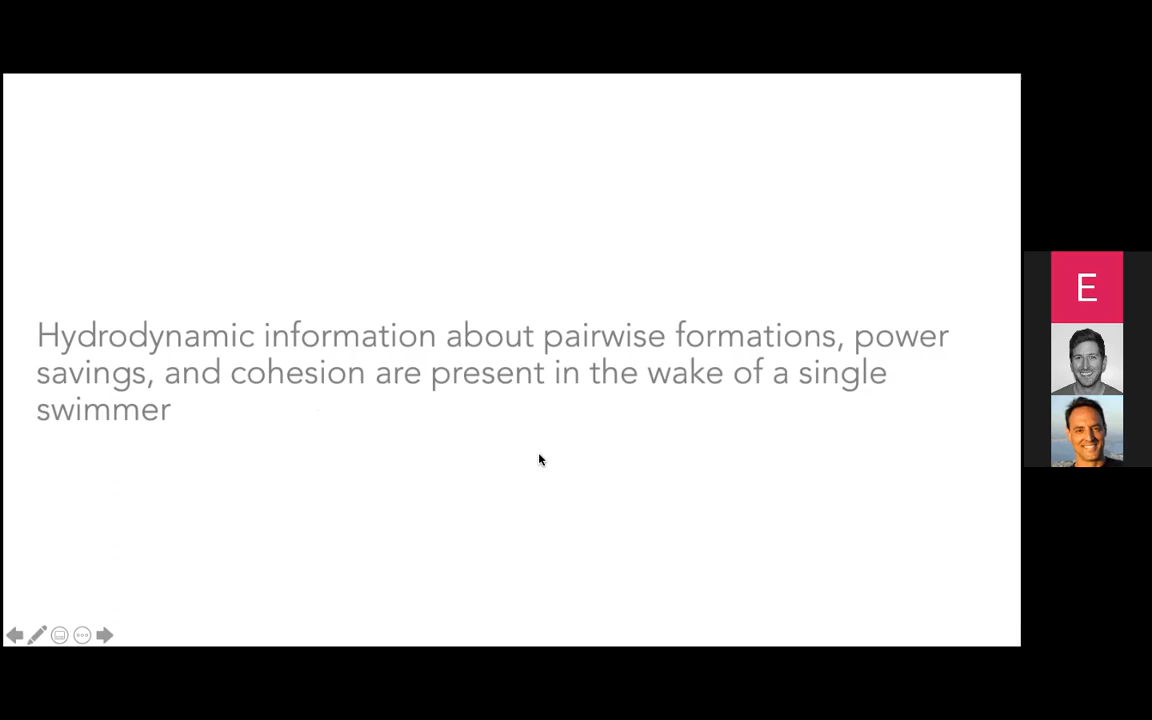 Hydrodynamic information about pairwise formations, power
savings, and cohesion are present in the wake of a single
swimmer
E